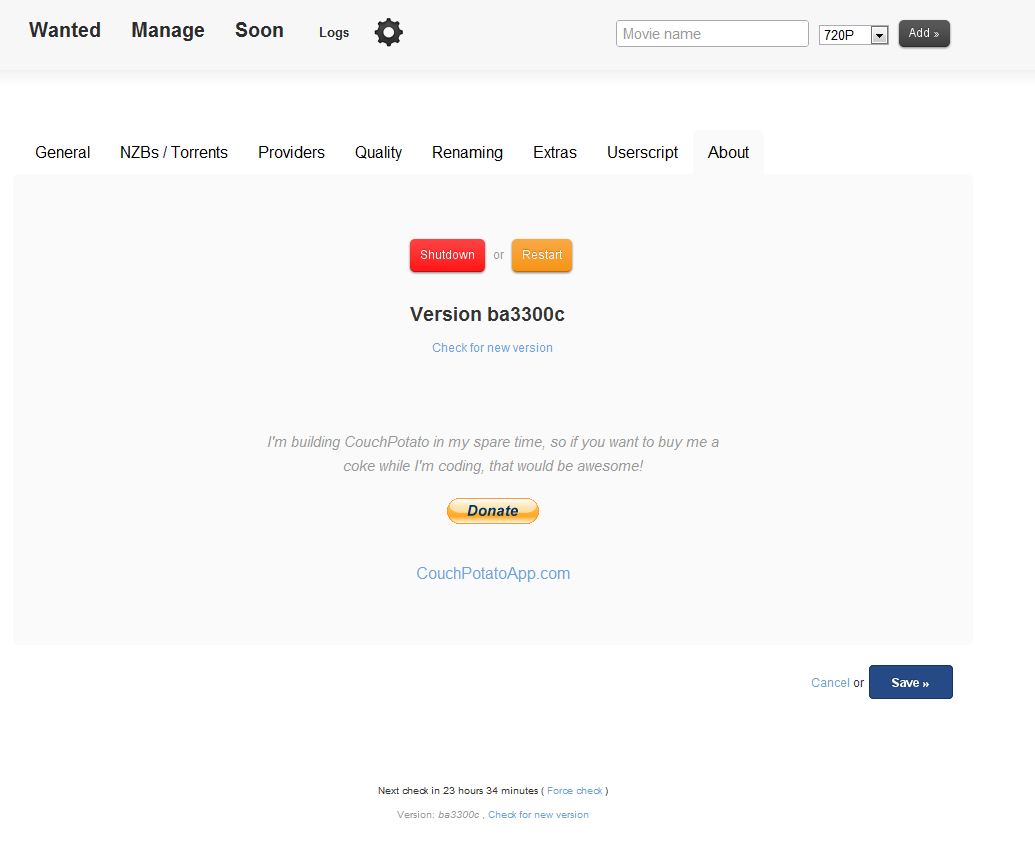 Wanted Manage Soon Logs Movie name 720P Add »
General NZBs / Torrents Providers Quality Renaming Extras Userscript About
Shutdown or Restart
Version ba3300c
Check for new version
I'm building CouchPotato in my spare time, so if you want to buy me a
coke while I'm coding, that would be awesome!
Donate
CouchPotatoApp.com
Cancel or Save »
Next check in 23 hours 34 minutes ( Force check )
Version: ba3300c , Check for new version